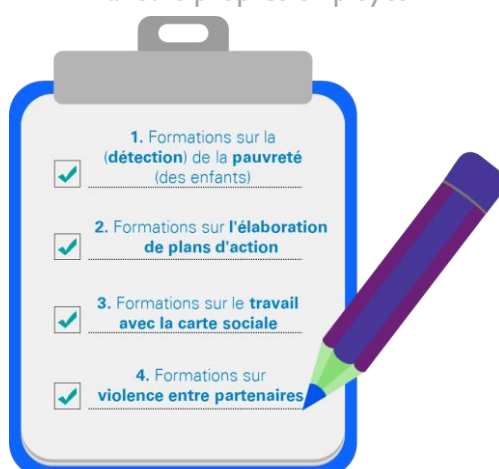 1. Formations sur la
(détection) de la pauvreté
(des enfants)
2. Formations sur l'élaboration
de plans d'action
3. Formations sur le travail
avec la carte sociale
4. Formations sur
violence entre partenaires